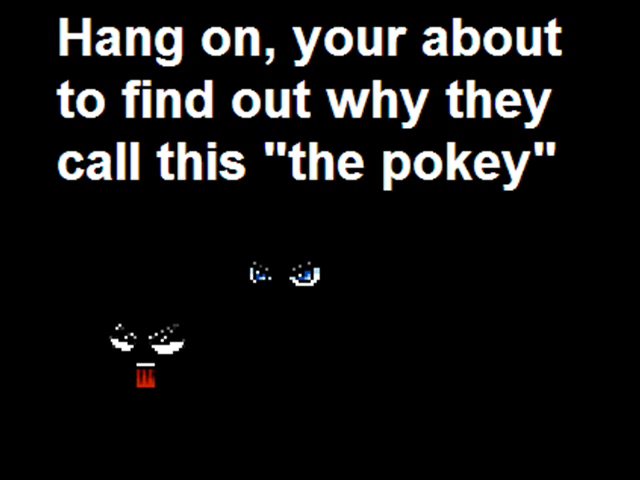 Hang on, your about
to find out why they
call this "the pokey"